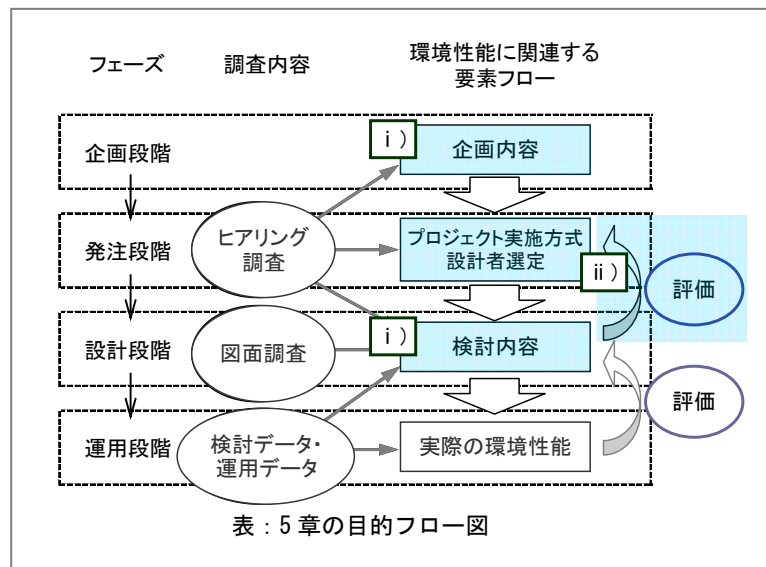 フェーズ
調査内容
環境性能に関連する
要素フロー
ⅰ）
企画段階
企画内容
発注段階
ヒアリング
調査
プロジェクト実施方式
設計者選定
ⅱ）
評価
設計段階
図面調査
ⅰ）
検討内容
評価
運用段階
検討データ・
運用データ
実際の環境性能
表：5 章の目的フロー図